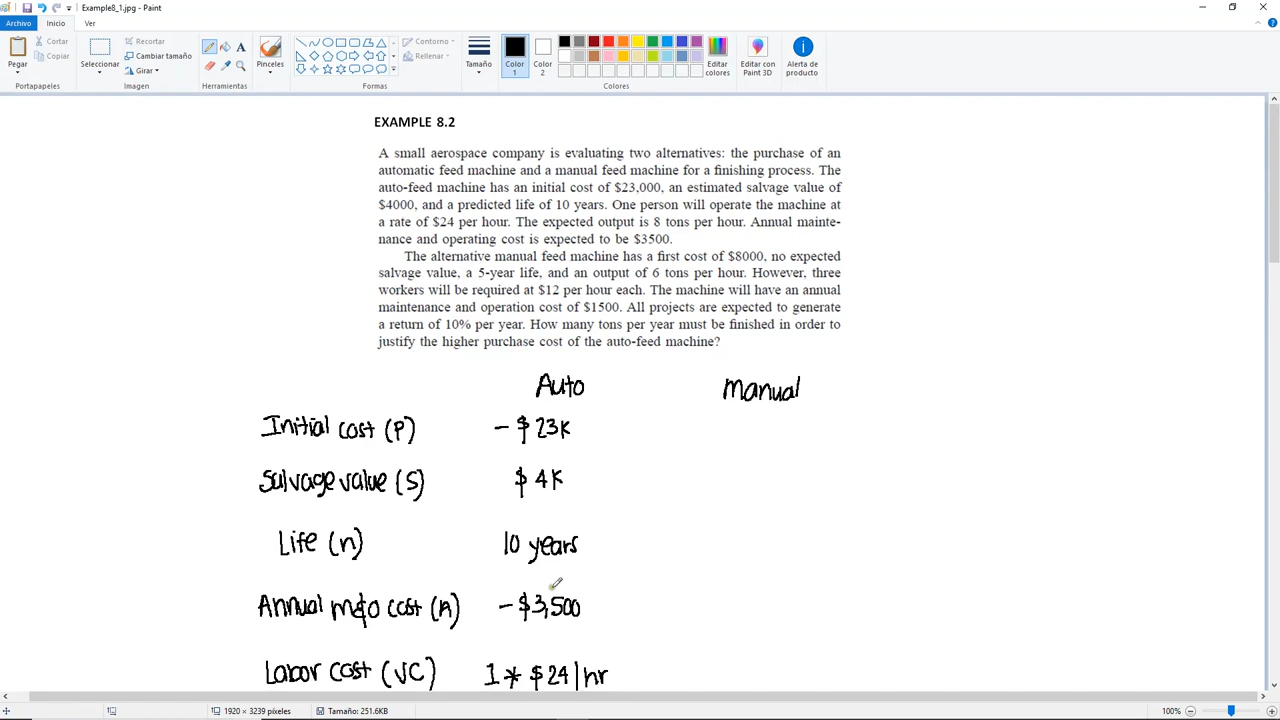 Example8_1.jpg - Paint
Archivo Inicio Ver
Pegar
Cortar
Copiar
Portapapeles
Seleccionar
Recortar
Cambiar tamaño
Girar
Imagen
Herramientas
Pinceles
Contorno
Rellenar
Formas
Tamaño
Color 1
Color 2
Editar colores
Colores
Editar con Paint 3D
Alerta de producto
EXAMPLE 8.2
A small aerospace company is evaluating two alternatives: the purchase of an
automatic feed machine and a manual feed machine for a finishing process. The
auto-feed machine has an initial cost of $23,000, an estimated salvage value of
$4000, and a predicted life of 10 years. One person will operate the machine at
a rate of $24 per hour. The expected output is 8 tons per hour. Annual mainte-
nance and operating cost is expected to be $3500.
The alternative manual feed machine has a first cost of $8000, no expected
salvage value, a 5-year life, and an output of 6 tons per hour. However, three
workers will be required at $12 per hour each. The machine will have an annual
maintenance and operation cost of $1500. All projects are expected to generate
a return of 10% per year. How many tons per year must be finished in order to
justify the higher purchase cost of the auto-feed machine?
Auto Manual
Initial cost (P) - $ 23K
Salvage value (S) $ 4K
Life (n) 10 years
Annual m&o cost (A) - $3,500
Labor cost (VC) 1 * $24|hr
1920 × 3239 píxeles Tamaño: 251.6KB 100%